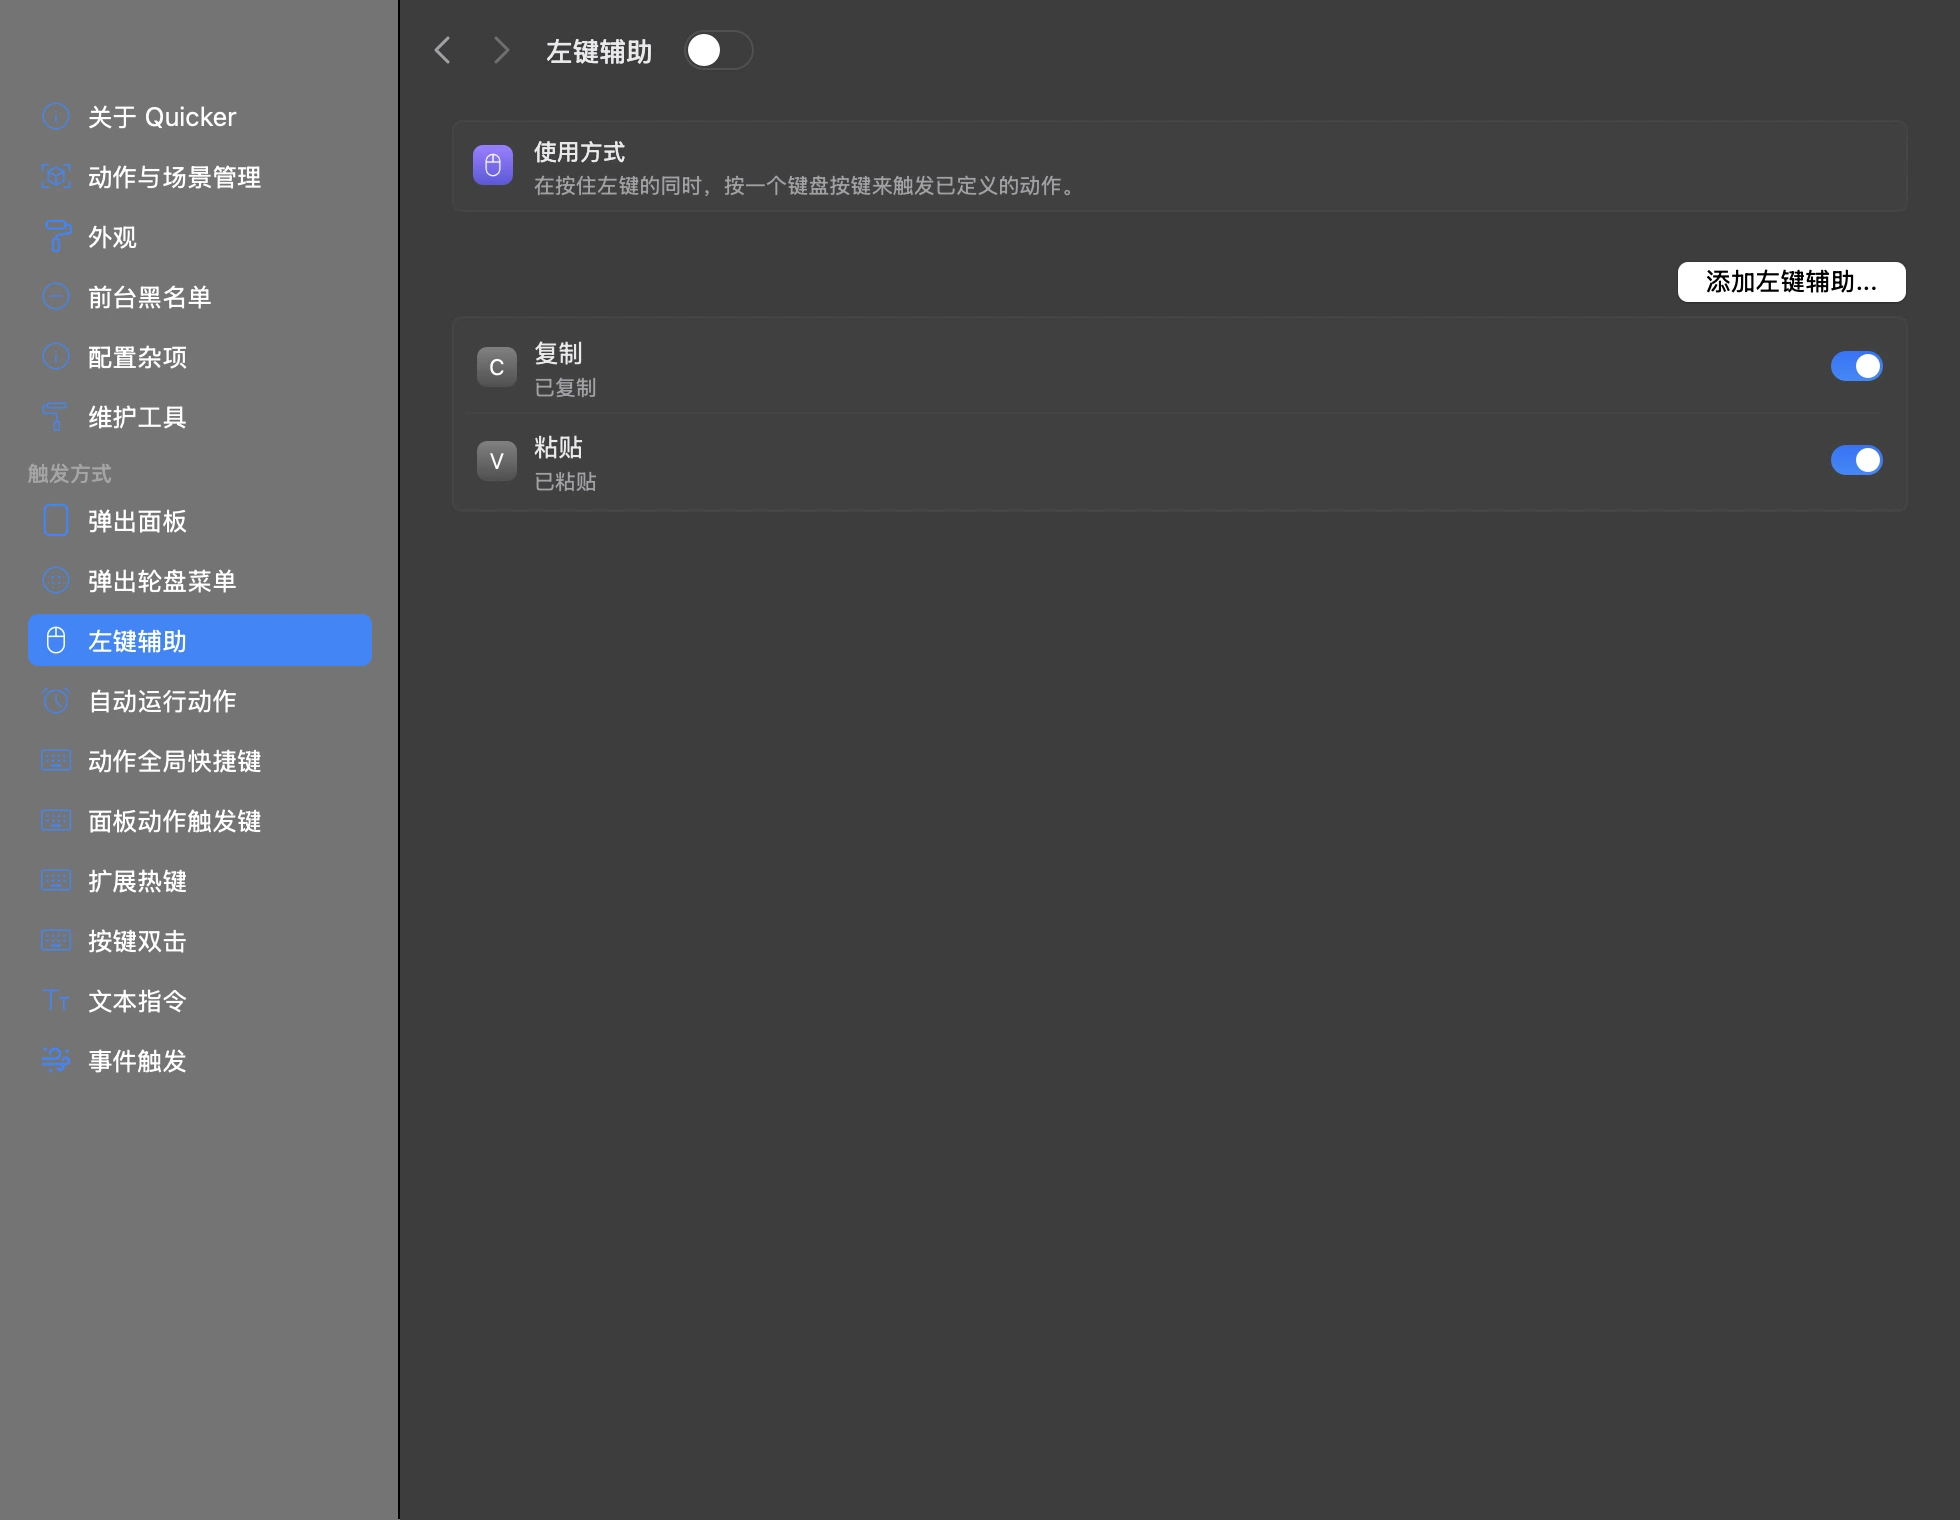 关于 Quicker
动作与场景管理
外观
前台黑名单
配置杂项
维护工具
触发方式
弹出面板
弹出轮盘菜单
左键辅助
自动运行动作
动作全局快捷键
面板动作触发键
扩展热键
按键双击
文本指令
事件触发
左键辅助
使用方式
在按住左键的同时，按一个键盘按键来触发已定义的动作。
添加左键辅助...
C
复制
已复制
V
粘贴
已粘贴